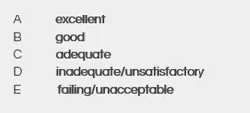 A excellent
B good
C adequate
D inadequate/unsatisfactory
E failing/unacceptable